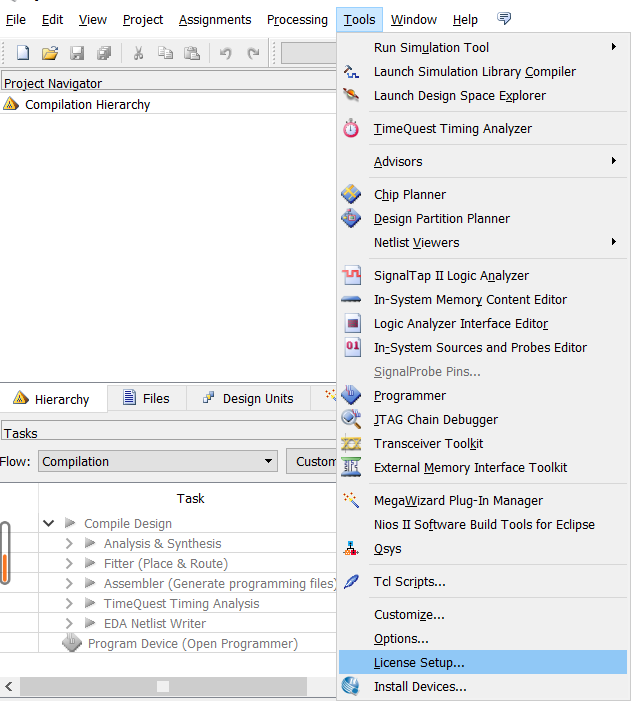 File Edit View Project Assignments Processing Tools Window Help
Project Navigator
Compilation Hierarchy
Hierarchy Files Design Units
Tasks
Flow: Compilation Custom
Task
Compile Design
Analysis & Synthesis
Fitter (Place & Route)
Assembler (Generate programming files)
TimeQuest Timing Analysis
EDA Netlist Writer
Program Device (Open Programmer)
Run Simulation Tool
Launch Simulation Library Compiler
Launch Design Space Explorer
TimeQuest Timing Analyzer
Advisors
Chip Planner
Design Partition Planner
Netlist Viewers
SignalTap II Logic Analyzer
In-System Memory Content Editor
Logic Analyzer Interface Editor
In-System Sources and Probes Editor
SignalProbe Pins...
Programmer
JTAG Chain Debugger
Transceiver Toolkit
External Memory Interface Toolkit
MegaWizard Plug-In Manager
Nios II Software Build Tools for Eclipse
Qsys
Tcl Scripts...
Customize...
Options...
License Setup...
Install Devices...